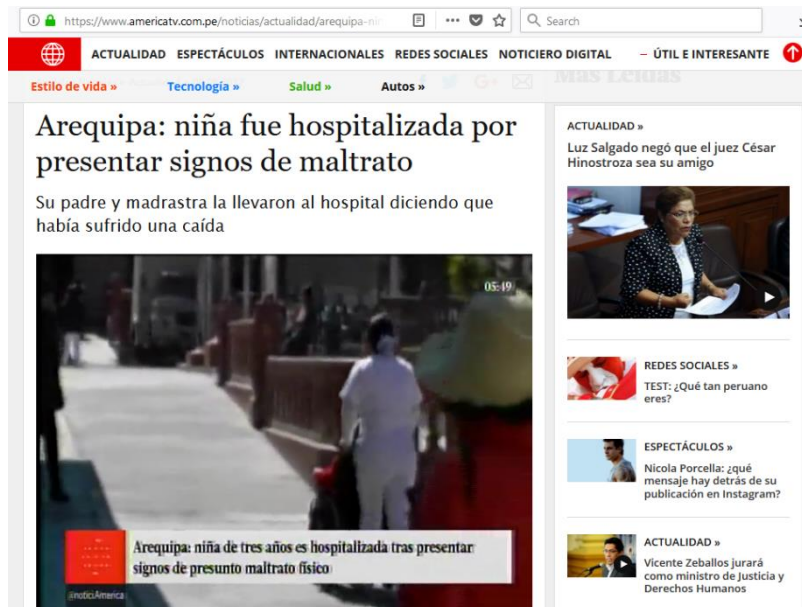 https://www.americatv.com.pe/noticias/actualidad/arequipa-ni
Search
ACTUALIDAD ESPECTÁCULOS INTERNACIONALES REDES SOCIALES NOTICIERO DIGITAL – ÚTIL E INTERESANTE
Estilo de vida » Tecnología » Salud » Autos »
Más Leídas
Arequipa: niña fue hospitalizada por
presentar signos de maltrato
Su padre y madrastra la llevaron al hospital diciendo que
había sufrido una caída
05:49
Arequipa: niña de tres años es hospitalizada tras presentar
signos de presunto maltrato físico
@noticiAmerica
ACTUALIDAD »
Luz Salgado negó que el juez César
Hinostroza sea su amigo
REDES SOCIALES »
TEST: ¿Qué tan peruano
eres?
ESPECTÁCULOS »
Nicola Porcella: ¿qué
mensaje hay detrás de su
publicación en Instagram?
ACTUALIDAD »
Vicente Zeballos jurará
como ministro de Justicia y
Derechos Humanos